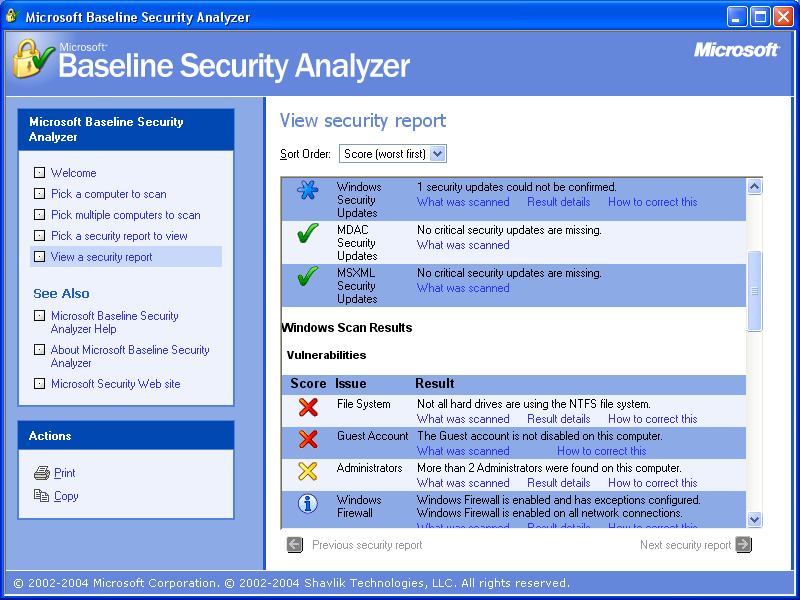 Microsoft Baseline Security Analyzer
Microsoft
Baseline Security Analyzer
Microsoft
Microsoft Baseline Security
Analyzer
Welcome
Pick a computer to scan
Pick multiple computers to scan
Pick a security report to view
View a security report
See Also
Microsoft Baseline Security
Analyzer Help
About Microsoft Baseline Security
Analyzer
Microsoft Security Web site
Actions
Print
Copy
View security report
Sort Order: Score (worst first)
Windows
Security
Updates
1 security updates could not be confirmed.
What was scanned Result details How to correct this
MDAC
Security
Updates
No critical security updates are missing.
What was scanned
MSXML
Security
Updates
No critical security updates are missing.
What was scanned
Windows Scan Results
Vulnerabilities
Score Issue Result
File System Not all hard drives are using the NTFS file system.
What was scanned Result details How to correct this
Guest Account The Guest account is not disabled on this computer.
What was scanned How to correct this
Administrators More than 2 Administrators were found on this computer.
What was scanned Result details How to correct this
Windows
Firewall
Windows Firewall is enabled and has exceptions configured.
Windows Firewall is enabled on all network connections.
What was scanned Result details How to correct this
Previous security report Next security report
© 2002-2004 Microsoft Corporation. © 2002-2004 Shavlik Technologies, LLC. All rights reserved.